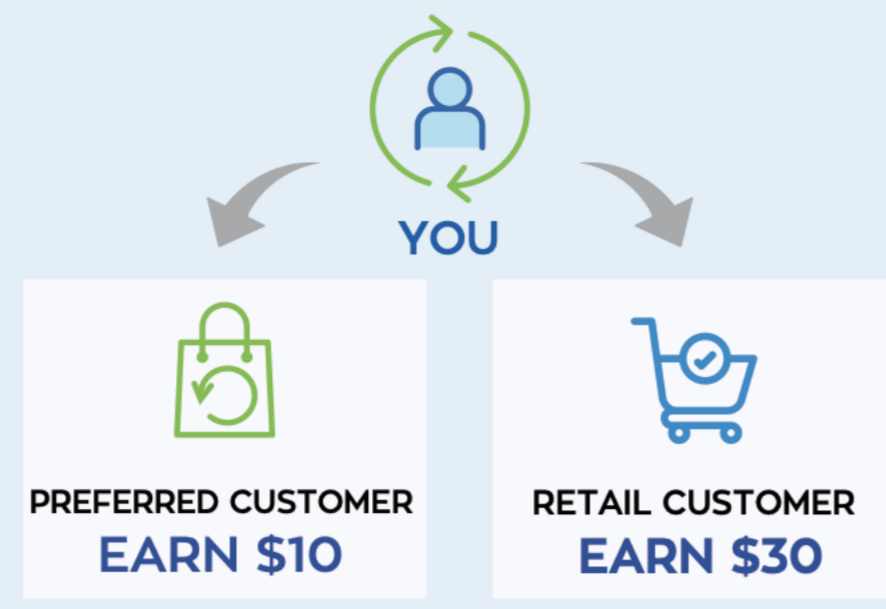 YOU
PREFERRED CUSTOMER
EARN $10
RETAIL CUSTOMER
EARN $30